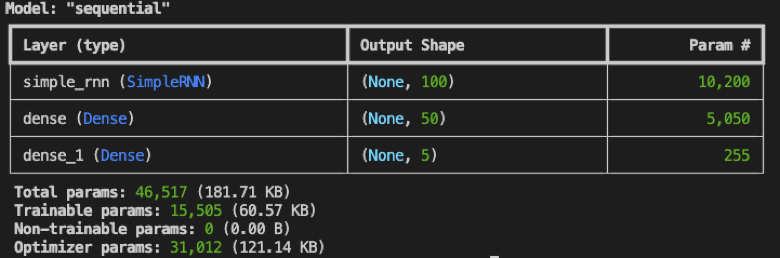 Model: "sequential"
Layer (type) Output Shape Param #
simple_rnn (SimpleRNN) (None, 100) 10,200
dense (Dense) (None, 50) 5,050
dense_1 (Dense) (None, 5) 255
Total params: 46,517 (181.71 KB)
Trainable params: 15,505 (60.57 KB)
Non-trainable params: 0 (0.00 B)
Optimizer params: 31,012 (121.14 KB)